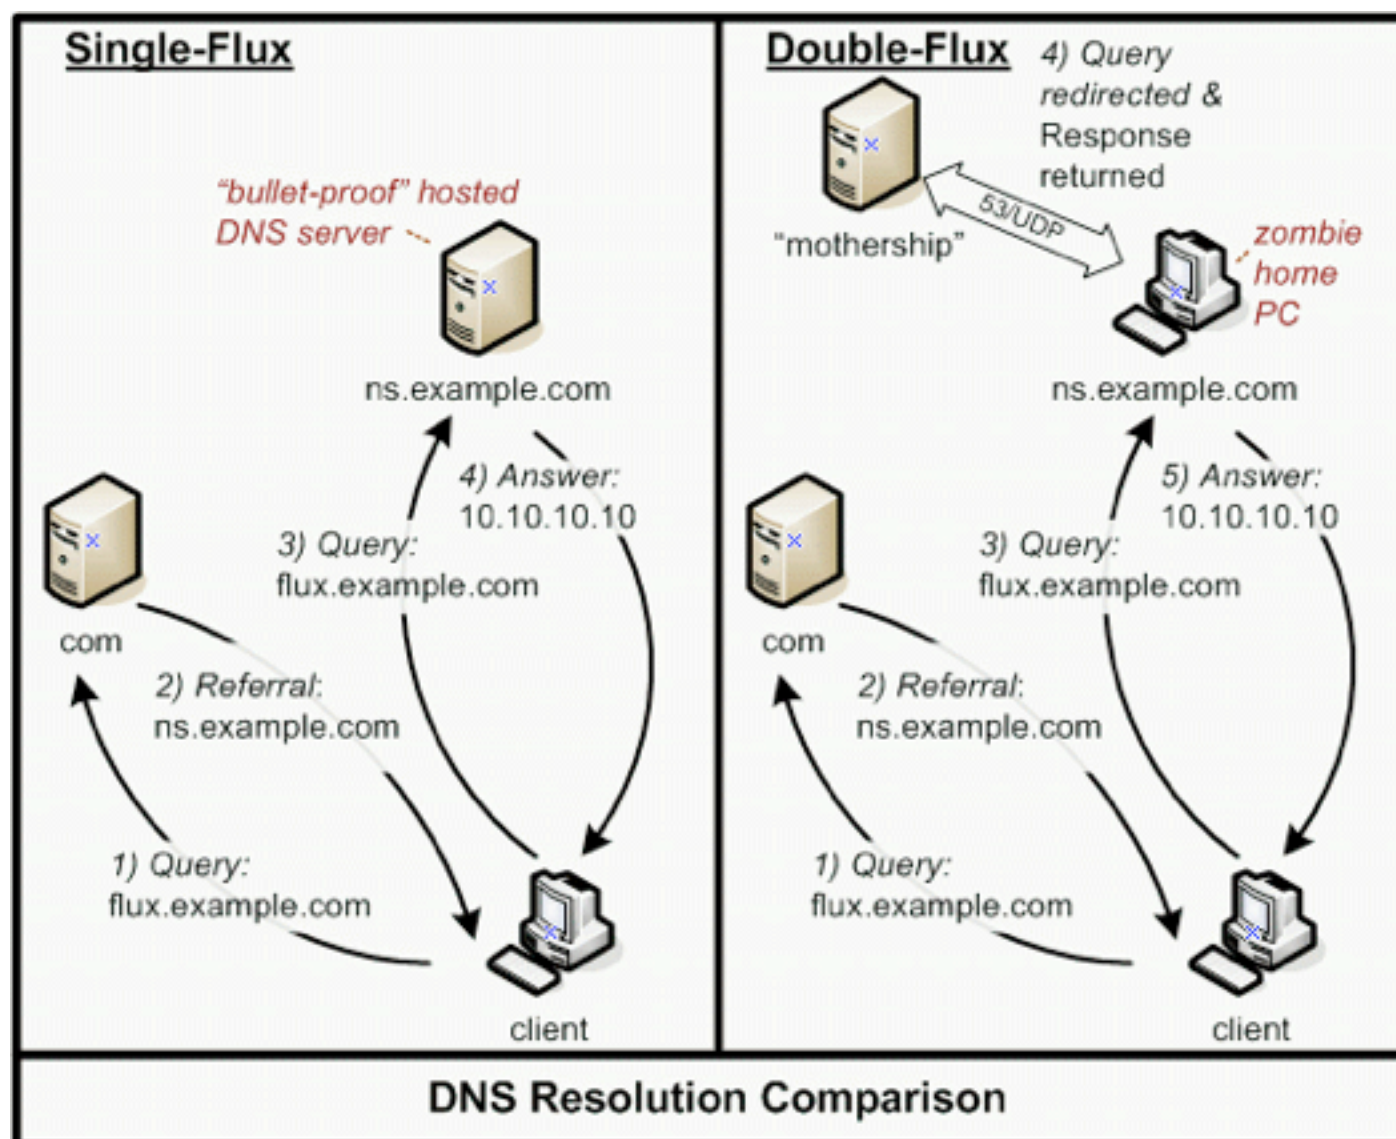 Single-Flux
"bullet-proof" hosted
DNS server
ns.example.com
4) Answer:
10.10.10.10
3) Query:
flux.example.com
com
2) Referral:
ns.example.com
1) Query:
flux.example.com
client
Double-Flux
4) Query
redirected &
Response
returned
53/UDP
"mothership"
zombie
home
PC
ns.example.com
5) Answer:
10.10.10.10
3) Query:
flux.example.com
com
2) Referral:
ns.example.com
1) Query:
flux.example.com
client
DNS Resolution Comparison